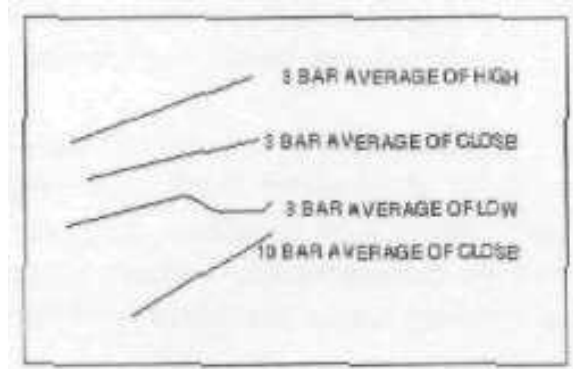 3 BAR AVERAGE OF HIGH
3 BAR AVERAGE OF CLOSE
3 BAR AVERAGE OF LOW
10 BAR AVERAGE OF CLOSE